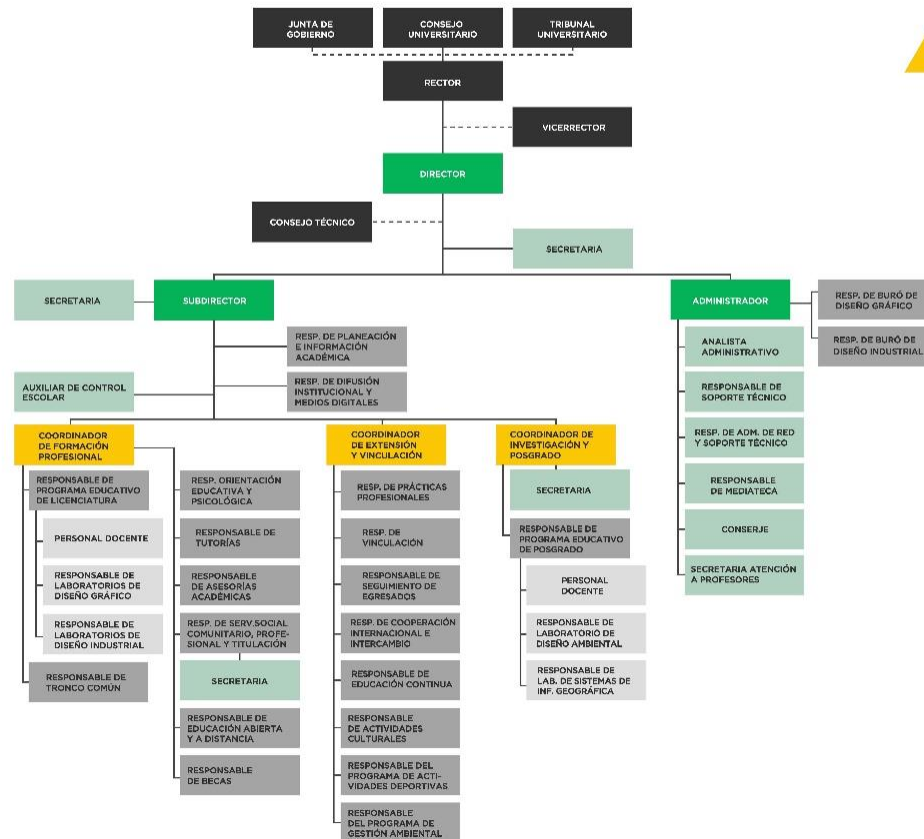 JUNTA DE
GOBIERNO
CONSEJO
UNIVERSITARIO
TRIBUNAL
UNIVERSITARIO
RECTOR
VICERRECTOR
DIRECTOR
CONSEJO TÉCNICO
SECRETARIA
SECRETARIA
SUBDIRECTOR
ADMINISTRADOR
RESP. DE BURÓ DE
DISEÑO GRÁFICO
RESP. DE BURÓ DE
DISEÑO INDUSTRIAL
RESP. DE PLANEACIÓN
E INFORMACIÓN
ACADÉMICA
AUXILIAR DE CONTROL
ESCOLAR
RESP. DE DIFUSIÓN
INSTITUCIONAL Y
MEDIOS DIGITALES
ANALISTA
ADMINISTRATIVO
RESPONSABLE DE
SOPORTE TÉCNICO
RESP. DE ADM. DE RED
Y SOPORTE TÉCNICO
RESPONSABLE
DE MEDIATECA
CONSERJE
SECRETARIA ATENCIÓN
A PROFESORES
COORDINADOR
DE FORMACIÓN
PROFESIONAL
RESPONSABLE DE
PROGRAMA EDUCATIVO
DE LICENCIATURA
PERSONAL DOCENTE
RESPONSABLE DE
LABORATORIOS DE
DISEÑO GRÁFICO
RESPONSABLE DE
LABORATORIOS DE
DISEÑO INDUSTRIAL
RESPONSABLE DE
TRONCO COMÚN
RESP. ORIENTACIÓN
EDUCATIVA Y
PSICOLÓGICA
RESPONSABLE DE
TUTORÍAS
RESPONSABLE
DE ASESORÍAS
ACADÉMICAS
RESP. DE SERV.SOCIAL
COMUNITARIO, PROFE-
SIONAL Y TITULACIÓN
SECRETARIA
RESPONSABLE DE
EDUCACIÓN ABIERTA
Y A DISTANCIA
RESPONSABLE
DE BECAS
COORDINADOR
DE EXTENSIÓN
Y VINCULACIÓN
RESP. DE PRÁCTICAS
PROFESIONALES
RESP. DE
VINCULACIÓN
RESPONSABLE DE
SEGUIMIENTO DE
EGRESADOS
RESP. DE COOPERACIÓN
INTERNACIONAL E
INTERCAMBIO
RESPONSABLE DE
EDUCACIÓN CONTINUA
RESPONSABLE
DE ACTIVIDADES
CULTURALES
RESPONSABLE DEL
PROGRAMA DE ACTI-
VIDADES DEPORTIVAS
RESPONSABLE
DEL PROGRAMA DE
GESTIÓN AMBIENTAL
COORDINADOR DE
INVESTIGACIÓN Y
POSGRADO
SECRETARIA
RESPONSABLE DE
PROGRAMA EDUCATIVO
DE POSGRADO
PERSONAL
DOCENTE
RESPONSABLE DE
LABORATORIO DE
DISEÑO AMBIENTAL
RESPONSABLE DE
LAB. DE SISTEMAS DE
INF. GEOGRÁFICA